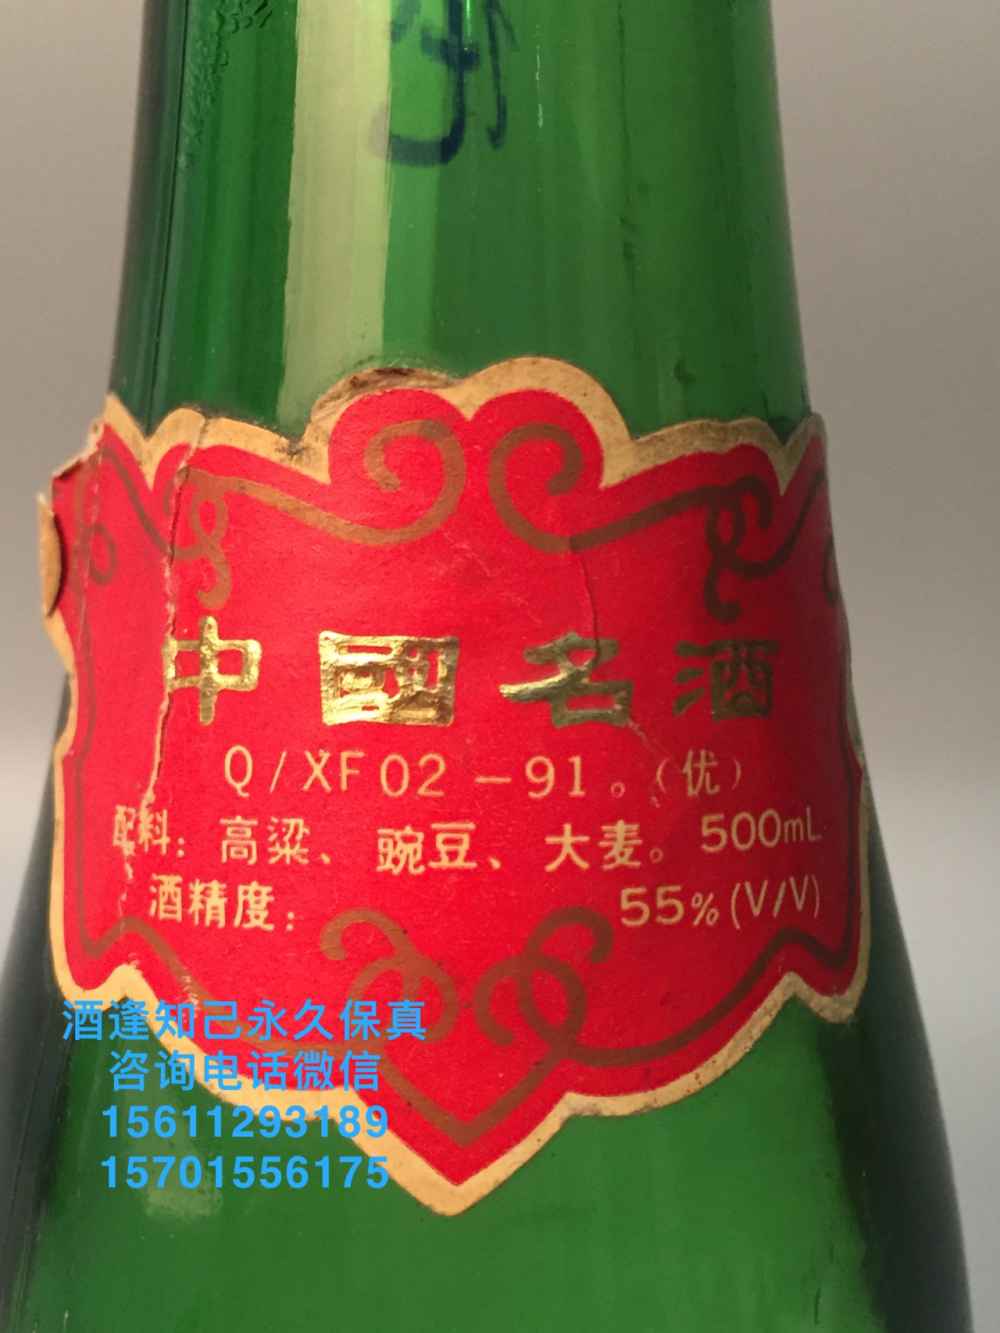 中國名酒
Q/XF02-91。(优)
配料：高粱、豌豆、大麦。500mL
酒精度：55%(V/V)
酒逢知己永久保真
咨询电话微信
15611293189
15701556175